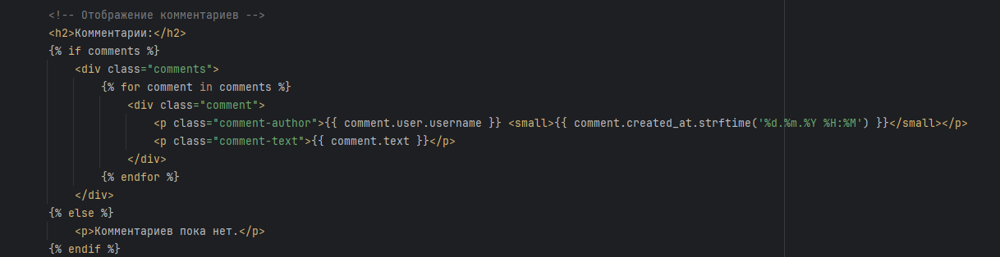 <!-- Отображение комментариев -->
<h2>Комментарии:</h2>
{% if comments %}
<div class="comments">
{% for comment in comments %}
<div class="comment">
<p class="comment-author">{{ comment.user.username }} <small>{{ comment.created_at.strftime('%d.%m.%Y %H:%M') }}</small></p>
<p class="comment-text">{{ comment.text }}</p>
</div>
{% endfor %}
</div>
{% else %}
<p>Комментариев пока нет.</p>
{% endif %}